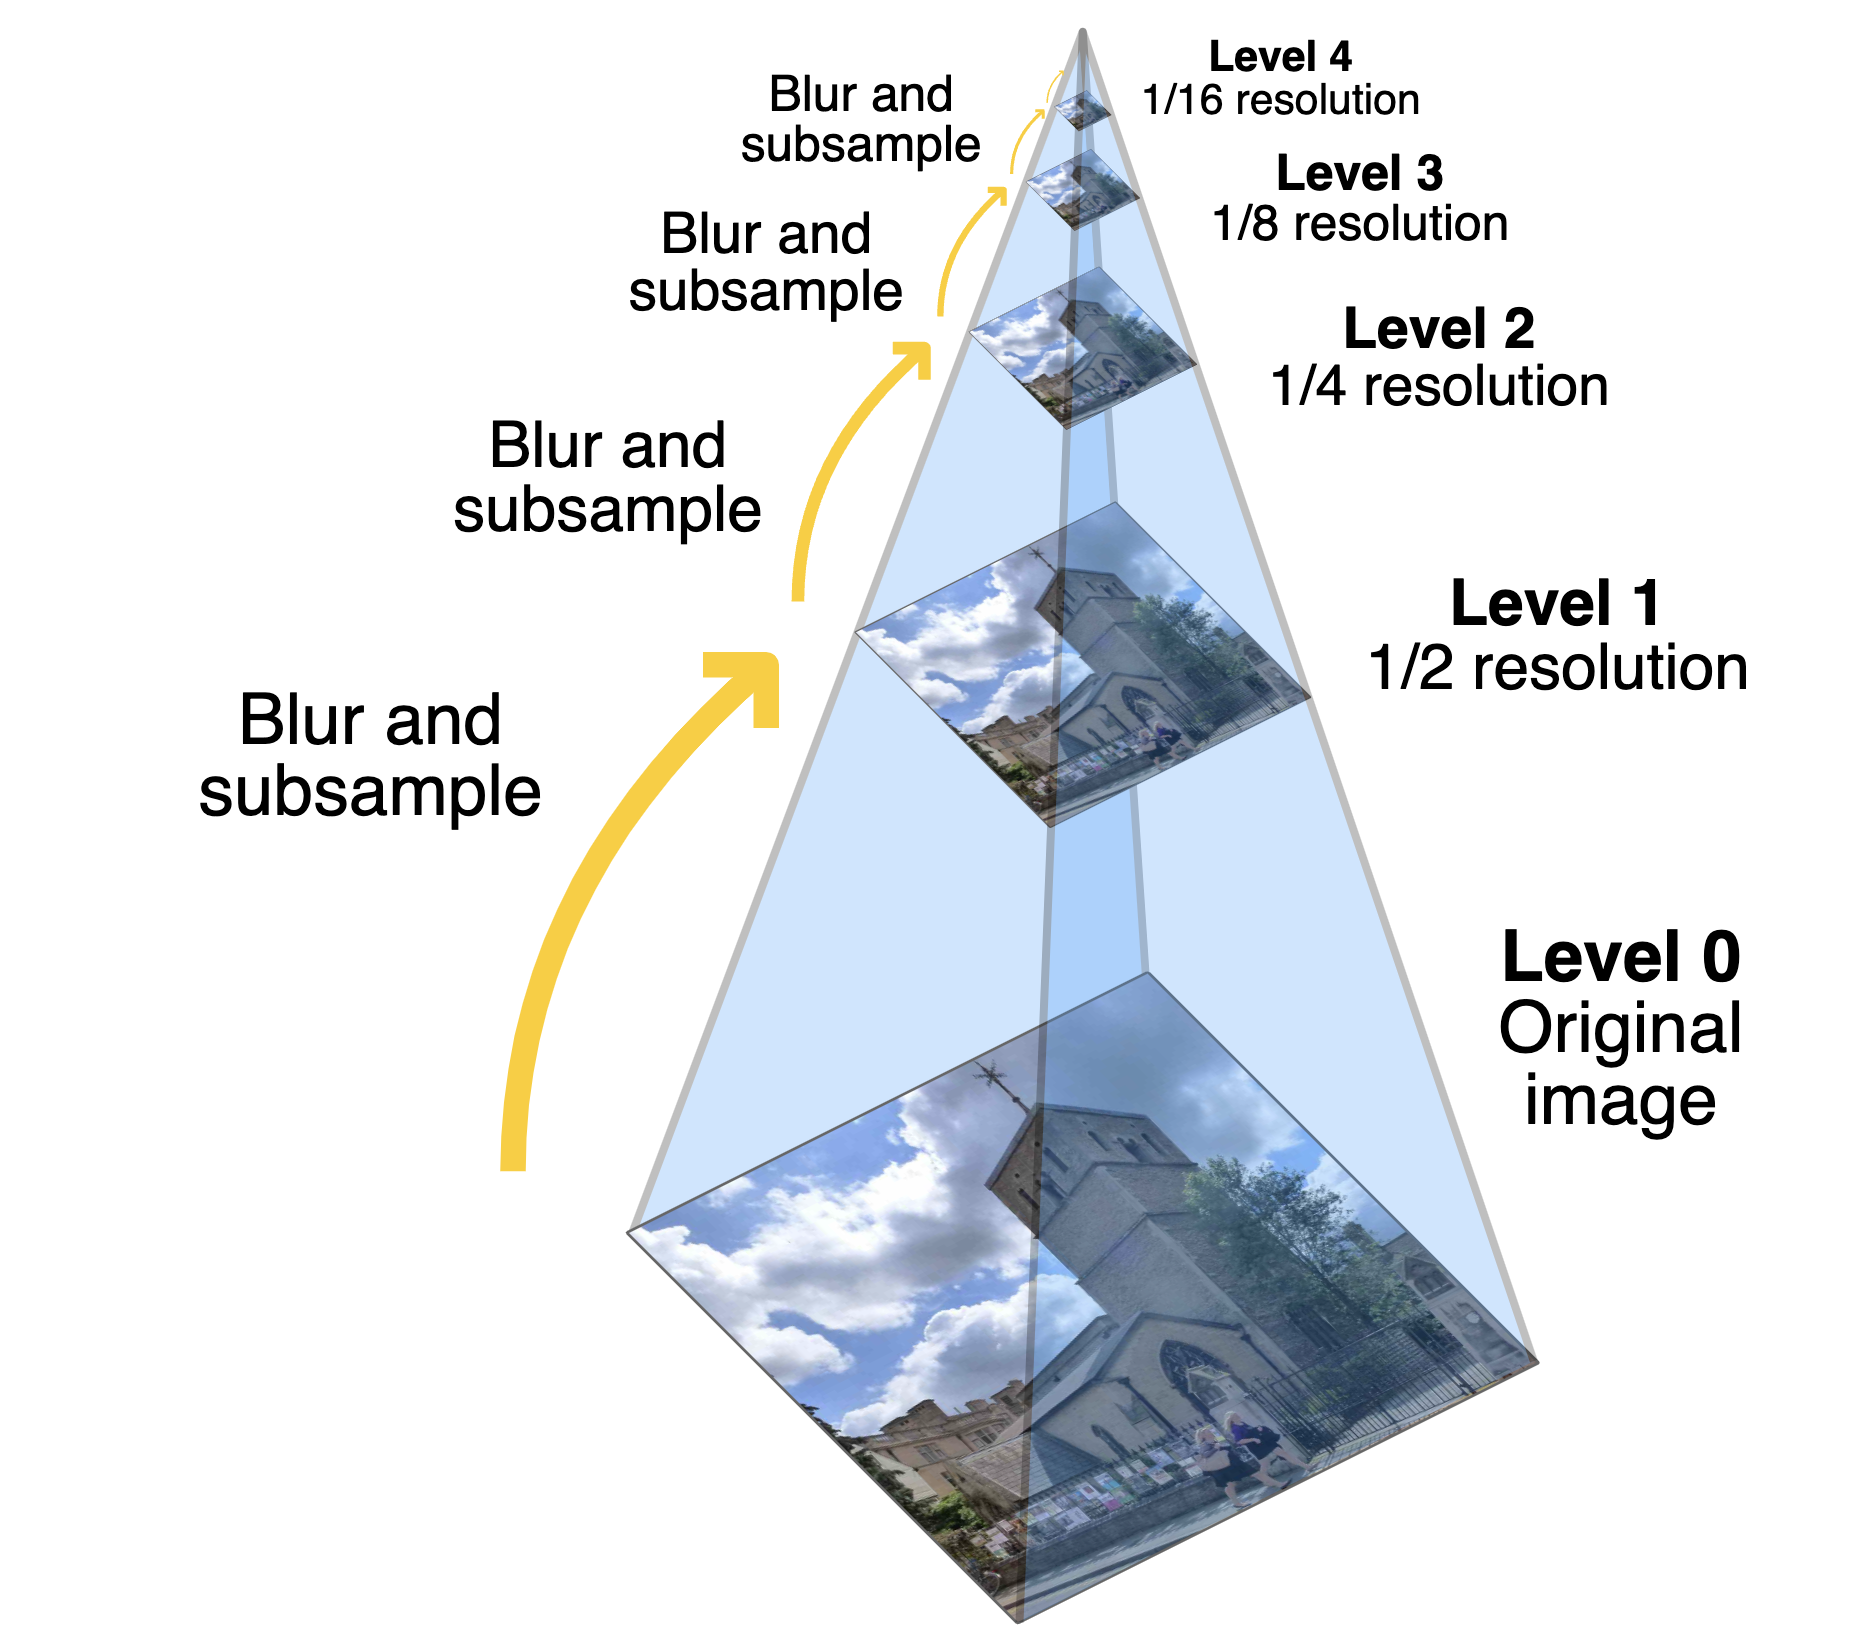 Level 4
1/16 resolution
Blur and
subsample
Level 3
1/8 resolution
Blur and
subsample
Level 2
1/4 resolution
Blur and
subsample
Level 1
1/2 resolution
Blur and
subsample
Level 0
Original
image